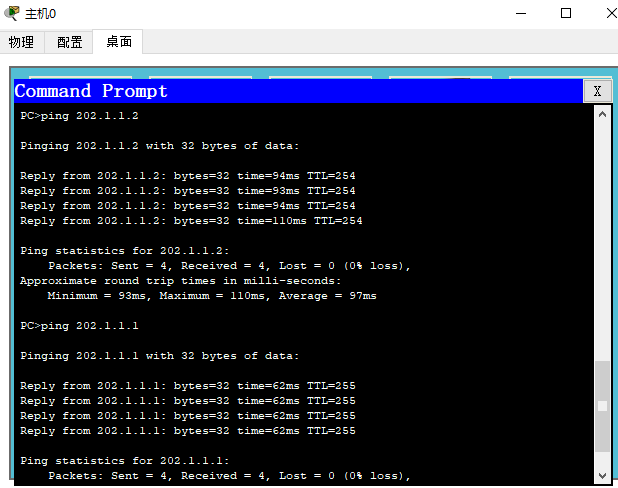 主机0
物理 配置 桌面
Command Prompt X
PC>ping 202.1.1.2
Pinging 202.1.1.2 with 32 bytes of data:
Reply from 202.1.1.2: bytes=32 time=94ms TTL=254
Reply from 202.1.1.2: bytes=32 time=93ms TTL=254
Reply from 202.1.1.2: bytes=32 time=94ms TTL=254
Reply from 202.1.1.2: bytes=32 time=110ms TTL=254
Ping statistics for 202.1.1.2:
Packets: Sent = 4, Received = 4, Lost = 0 (0% loss),
Approximate round trip times in milli-seconds:
Minimum = 93ms, Maximum = 110ms, Average = 97ms
PC>ping 202.1.1.1
Pinging 202.1.1.1 with 32 bytes of data:
Reply from 202.1.1.1: bytes=32 time=62ms TTL=255
Reply from 202.1.1.1: bytes=32 time=62ms TTL=255
Reply from 202.1.1.1: bytes=32 time=62ms TTL=255
Reply from 202.1.1.1: bytes=32 time=62ms TTL=255
Ping statistics for 202.1.1.1:
Packets: Sent = 4, Received = 4, Lost = 0 (0% loss),